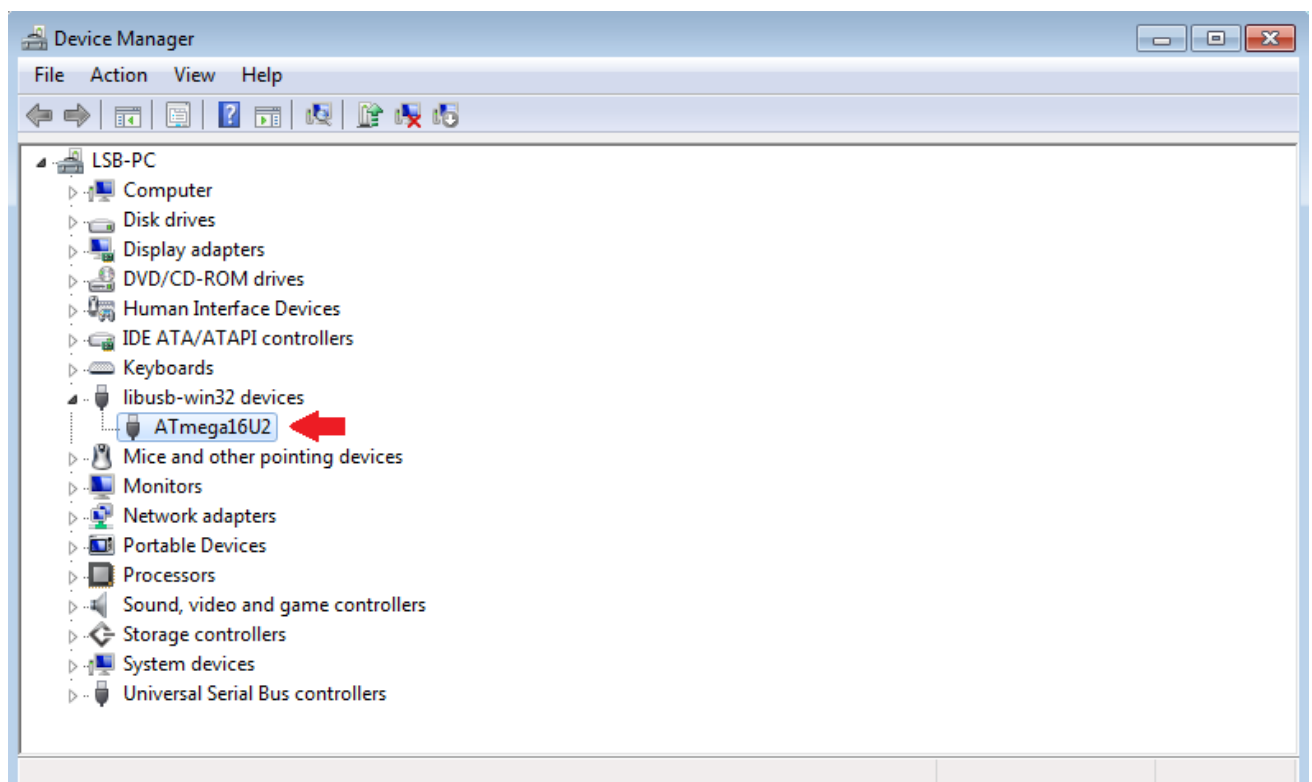 Device Manager
File Action View Help
LSB-PC
Computer
Disk drives
Display adapters
DVD/CD-ROM drives
Human Interface Devices
IDE ATA/ATAPI controllers
Keyboards
libusb-win32 devices
ATmega16U2
Mice and other pointing devices
Monitors
Network adapters
Portable Devices
Processors
Sound, video and game controllers
Storage controllers
System devices
Universal Serial Bus controllers